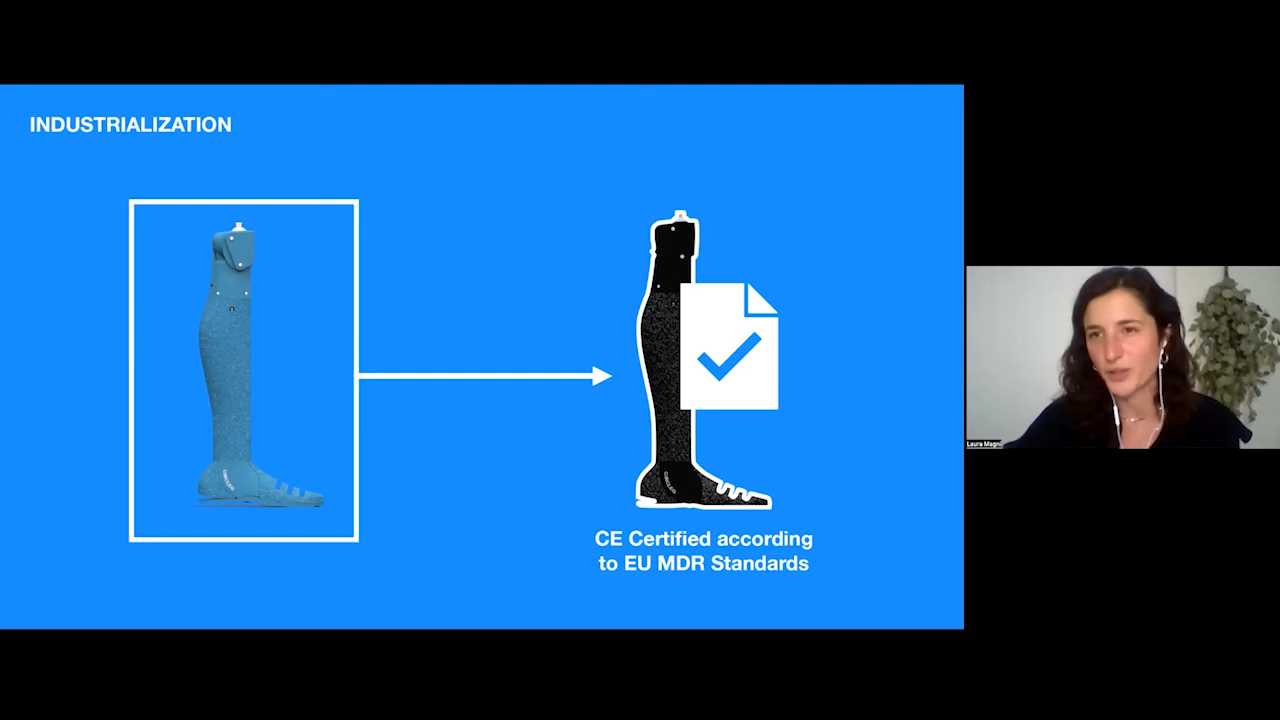 INDUSTRIALIZATION
CE Certified according
to EU MDR Standards
Laura Magni